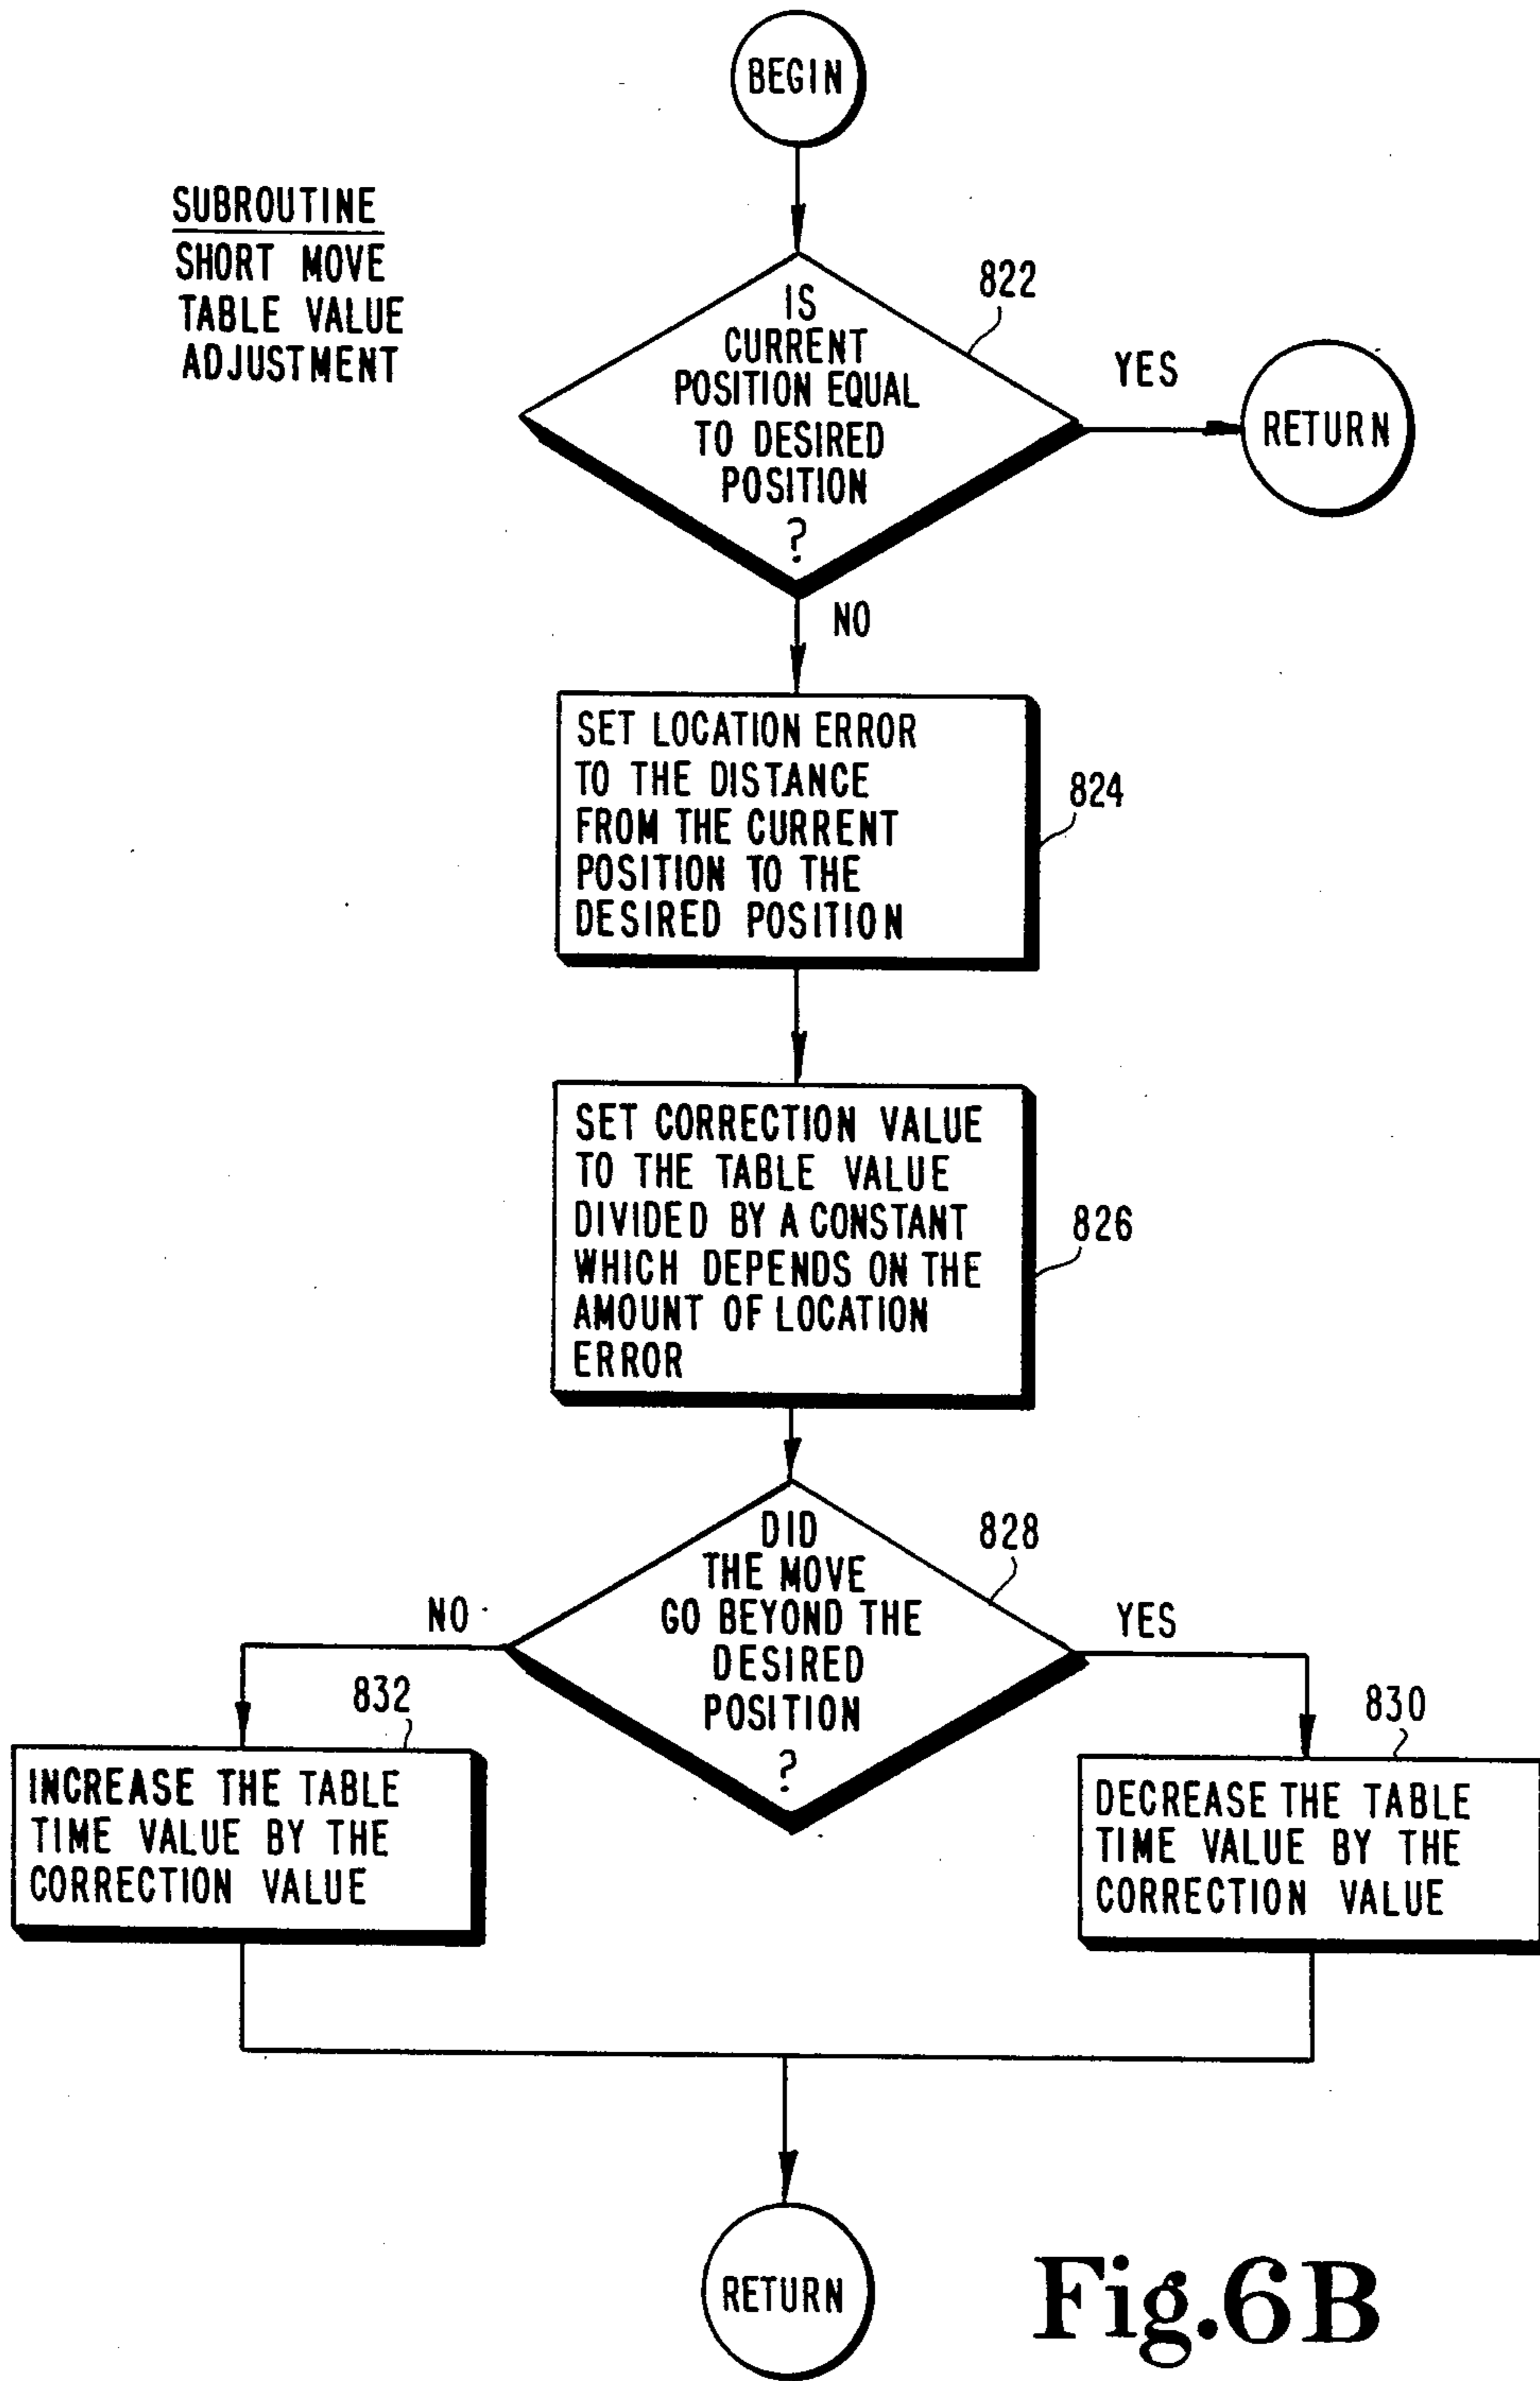 BEGIN
SUBROUTINE
SHORT MOVE
TABLE VALUE
ADJUSTMENT
822
IS
CURRENT
POSITION EQUAL
TO DESIRED
POSITION
?
YES
RETURN
NO
SET LOCATION ERROR
TO THE DISTANCE
FROM THE CURRENT
POSITION TO THE
DESIRED POSITION
824
SET CORRECTION VALUE
TO THE TABLE VALUE
DIVIDED BY A CONSTANT
WHICH DEPENDS ON THE
AMOUNT OF LOCATION
ERROR
826
DID
THE MOVE
GO BEYOND THE
DESIRED
POSITION
?
828
NO
YES
832
INCREASE THE TABLE
TIME VALUE BY THE
CORRECTION VALUE
830
DECREASE THE TABLE
TIME VALUE BY THE
CORRECTION VALUE
RETURN
Fig.6B